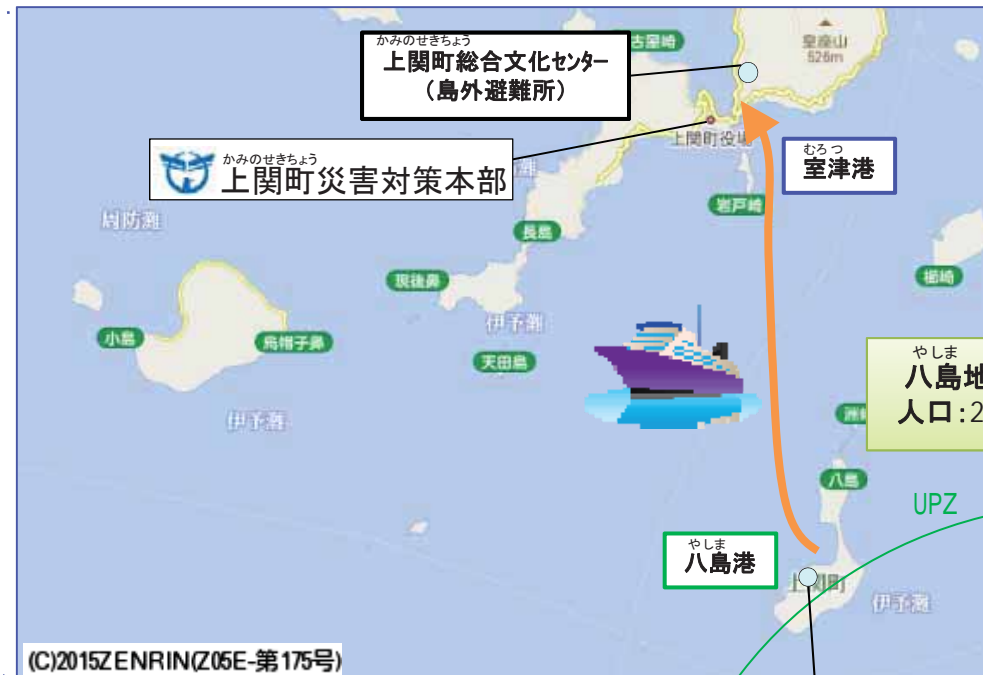 かみのせきちょう
上関町総合文化センター
（島外避難所）
古屋崎
皇座山
526m
上関町役場
かみのせきちょう
上関町災害対策本部
むろつ
室津港
周防灘
岩戸崎
長島
現後鼻
伊予灘
小島
烏帽子鼻
天田島
伊予灘
やしま
八島地
人口：2
八島
UPZ
やしま
八島港
上関町
伊予灘
(C)2015ZENRIN(Z05E-第175号)